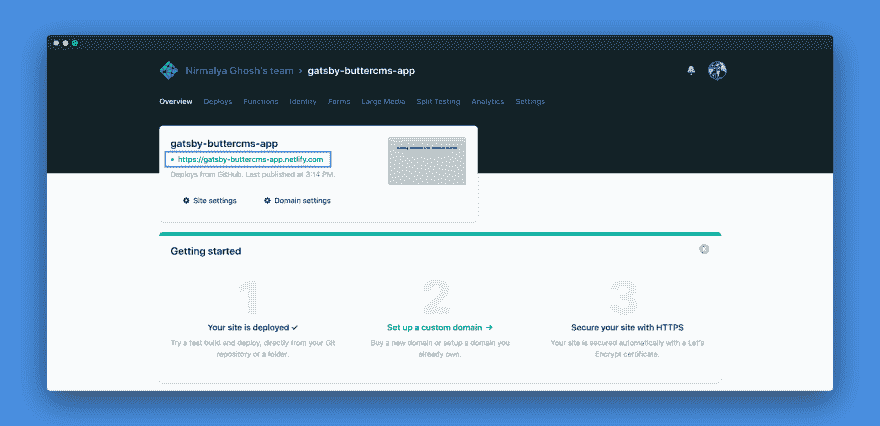 Nirmalya Ghosh's team > gatsby-buttercms-app
Overview Deploys Functions Identity Forms Large Media Split Testing Analytics Settings
gatsby-buttercms-app
https://gatsby-buttercms-app.netlify.com
Deploys from GitHub. Last published at 3:14 PM.
Site settings Domain settings
Getting started
1 2 3
Your site is deployed ✓ Set up a custom domain → Secure your site with HTTPS
Try a test build and deploy, directly from your Git Buy a new domain or setup a domain you Your site is secured automatically with a Let's
repository or a folder. already own. Encrypt certificate.